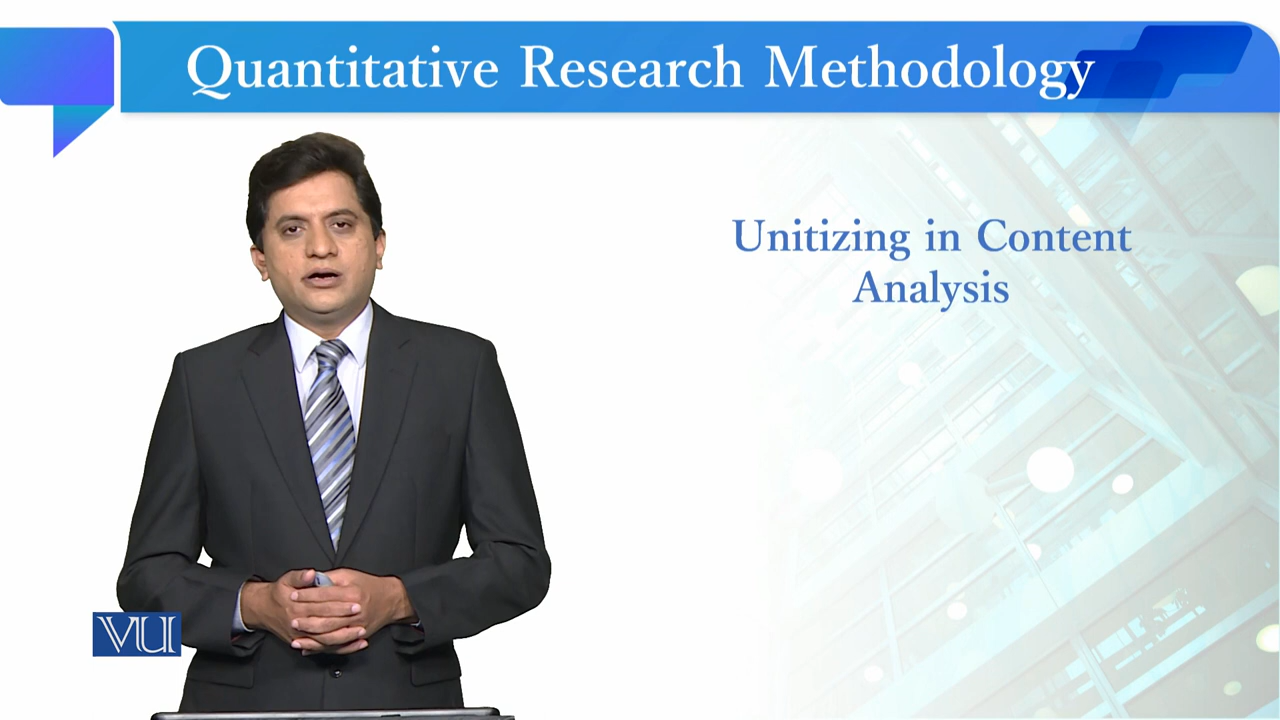 Quantitative Research Methodology
Unitizing in Content
Analysis
VU